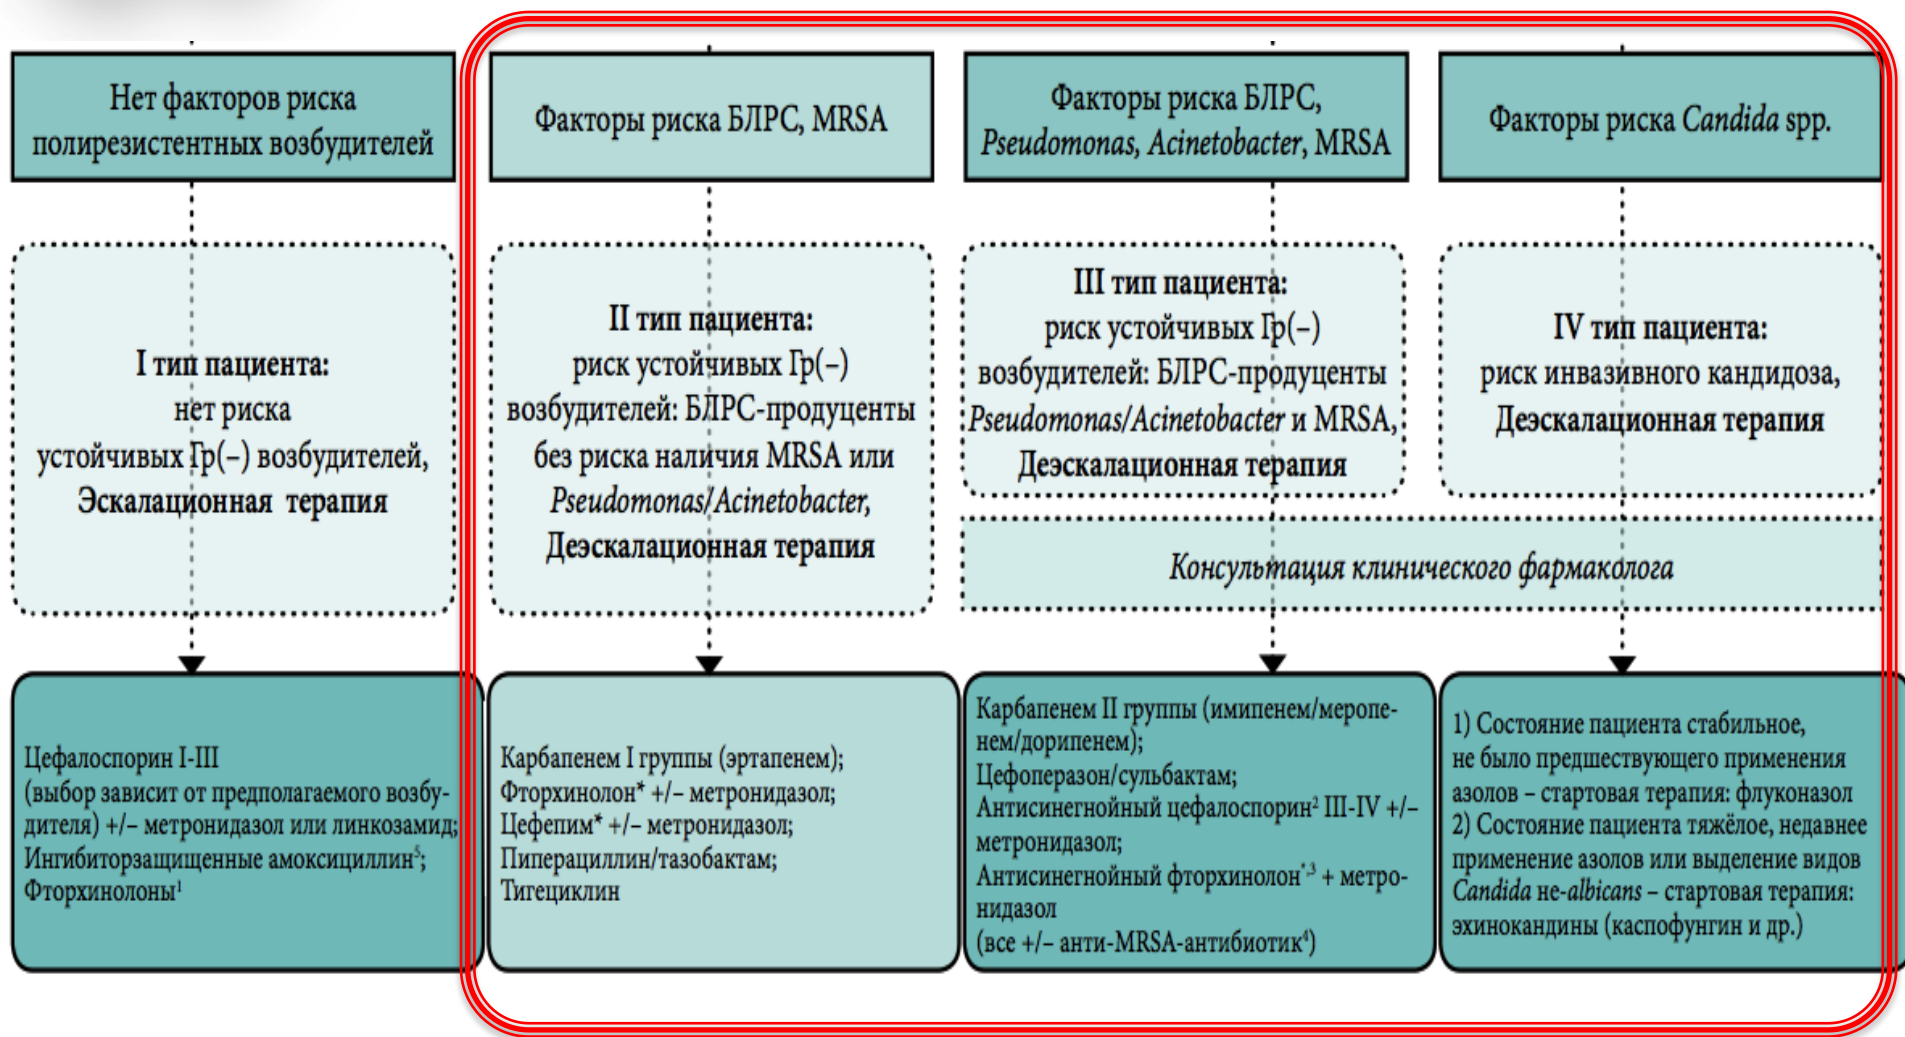 Нет факторов риска
полирезистентных возбудителей
Факторы риска БЛРС, MRSA
Факторы риска БЛРС,
Pseudomonas, Acinetobacter, MRSA
Факторы риска Candida spp.
I тип пациента:
нет риска
устойчивых Гр(–) возбудителей,
Эскалационная терапия
II тип пациента:
риск устойчивых Гр(–)
возбудителей: БЛРС-продуценты
без риска наличия MRSA или
Pseudomonas/Acinetobacter,
Деэскалационная терапия
III тип пациента:
риск устойчивых Гр(–)
возбудителей: БЛРС-продуценты
Pseudomonas/Acinetobacter и MRSA,
Деэскалационная терапия
IV тип пациента:
риск инвазивного кандидоза,
Деэскалационная терапия
Консультация клинического фармаколога
Цефалоспорин I-III
(выбор зависит от предполагаемого возбу-
дителя) +/– метронидазол или линкозамид;
Ингибиторзащищенные амоксициллин⁵;
Фторхинолоны¹
Карбапенем I группы (эртапенем);
Фторхинолон* +/– метронидазол;
Цефепим* +/– метронидазол;
Пиперациллин/тазобактам;
Тигециклин
Карбапенем II группы (имипенем/меропе-
нем/дорипенем);
Цефоперазон/сульбактам;
Антисинегнойный цефалоспорин² III-IV +/–
метронидазол;
Антисинегнойный фторхинолон*,³ + метро-
нидазол
(все +/– анти-MRSA-антибиотик⁴)
1) Состояние пациента стабильное,
не было предшествующего применения
азолов – стартовая терапия: флуконазол
2) Состояние пациента тяжёлое, недавнее
применение азолов или выделение видов
Candida не-albicans – стартовая терапия:
эхинокандины (каспофунгин и др.)